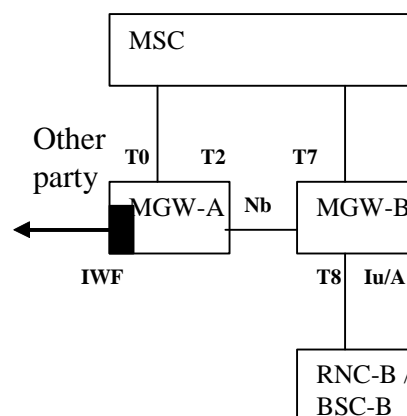 MSC
Other
party
T0
T2
T7
MGW-A
Nb
MGW-B
IWF
T8
Iu/A
RNC-B /
BSC-B